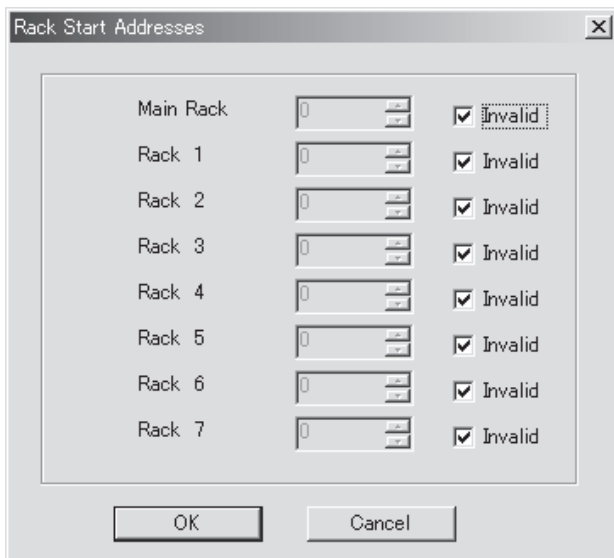 Rack Start Addresses
Main Rack 0 Invalid
Rack 1 0 Invalid
Rack 2 0 Invalid
Rack 3 0 Invalid
Rack 4 0 Invalid
Rack 5 0 Invalid
Rack 6 0 Invalid
Rack 7 0 Invalid
OK Cancel